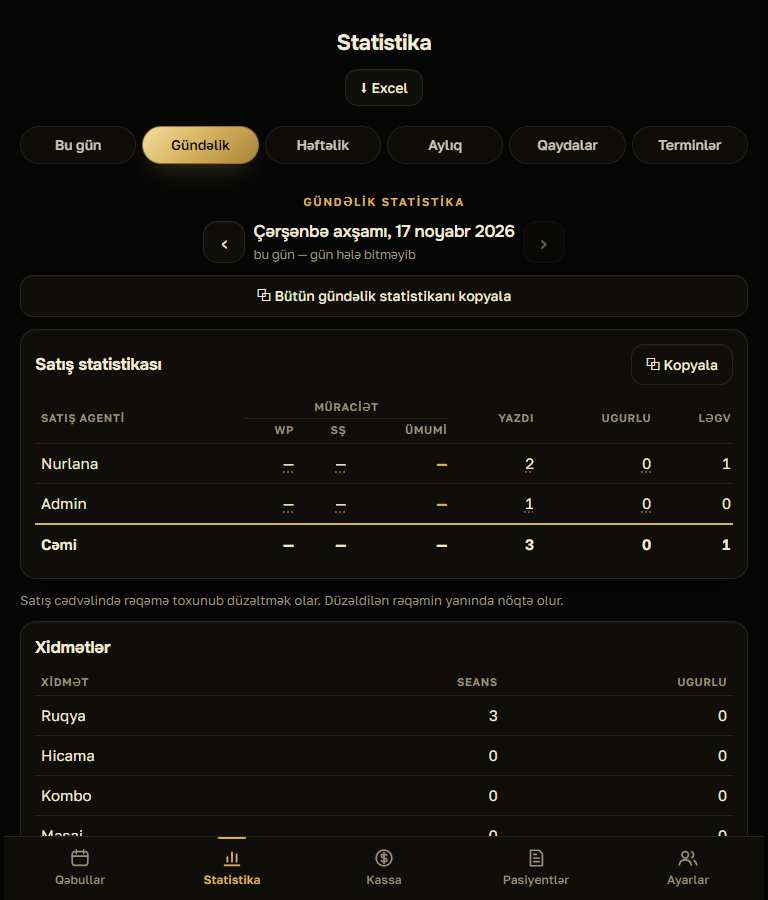 Statistika
⬇ Excel
Bu gün
Gündəlik
Həftəlik
Aylıq
Qaydalar
Terminlər
GÜNDƏLİK STATİSTİKA
‹ Çərşənbə axşamı, 17 noyabr 2026 ›
bu gün — gün hələ bitməyib
Bütün gündəlik statistikanı kopyala
Satış statistikası
Kopyala
SATIŞ AGENTİ MÜRACİƏT YAZDI UGURLU LƏGV
WP SŞ ÜMUMİ
Nurlana — — — 2 0 1
Admin — — — 1 0 0
Cəmi — — — 3 0 1
Satış cədvəlində rəqəmə toxunub düzəltmək olar. Düzəldilən rəqəmin yanında nöqtə olur.
Xidmətlər
XİDMƏT SEANS UGURLU
Ruqya 3 0
Hicama 0 0
Kombo 0 0
Masaj 0 0
Qəbullar
Statistika
Kassa
Pasiyentlər
Ayarlar